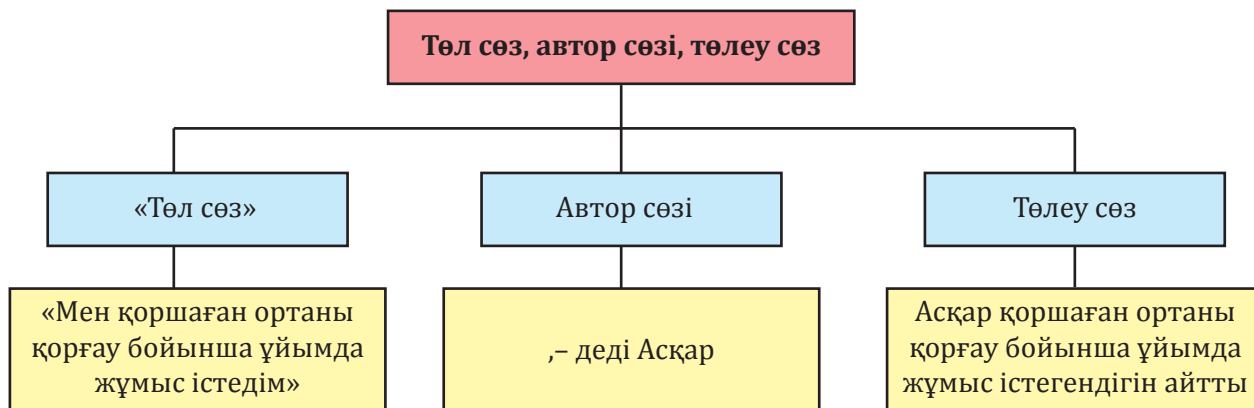 Төл сөз, автор сөзі, төлеу сөз
«Төл сөз»
Автор сөзі
Төлеу сөз
«Мен қоршаған ортаны
қорғау бойынша ұйымда
жұмыс істедім»
,– деді Асқар
Асқар қоршаған ортаны
қорғау бойынша ұйымда
жұмыс істегендігін айтты